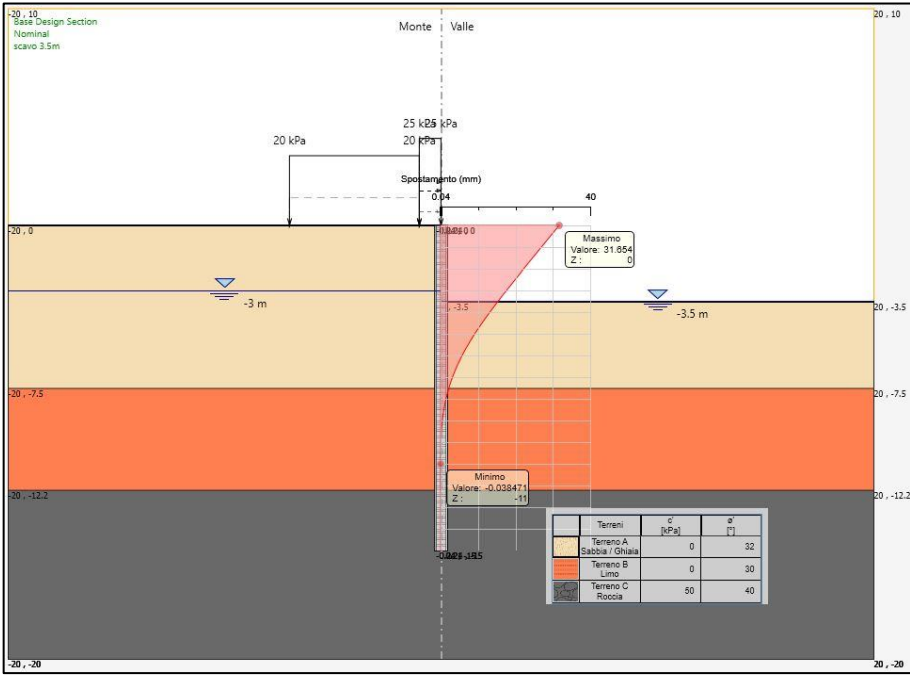 -20 , 10
20 , 10
Base Design Section
Nominal
scavo 3.5m
Monte
Valle
25 kPa
20 kPa
20 kPa
Spostamento (mm)
0.04
40
-20 , 0
Massimo
Valore: 31.654
Z : 0
-3 m
, -3.5
-3.5 m
20 , -3.5
-20 , -7.5
20 , -7.5
Minimo
Valore: -0.038471
Z : -11
-20 , -12.2
20 , -12.2
Terreni c' [kPa] ø' [°]
Terreno A Sabbia / Ghiaia 0 32
Terreno B Limo 0 30
Terreno C Roccia 50 40
-20 , -20
20 , -20